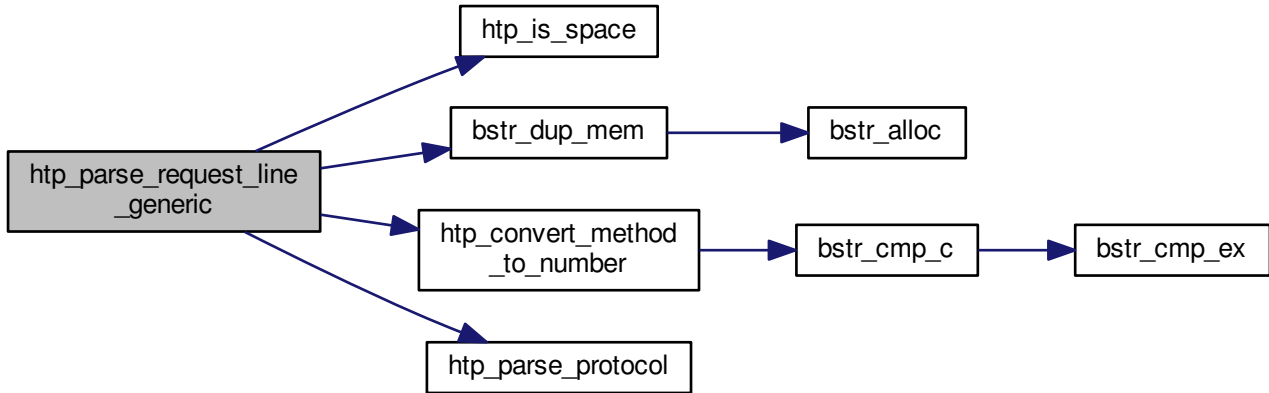 htp_is_space
bstr_dup_mem
bstr_alloc
htp_parse_request_line
_generic
htp_convert_method
_to_number
bstr_cmp_c
bstr_cmp_ex
htp_parse_protocol